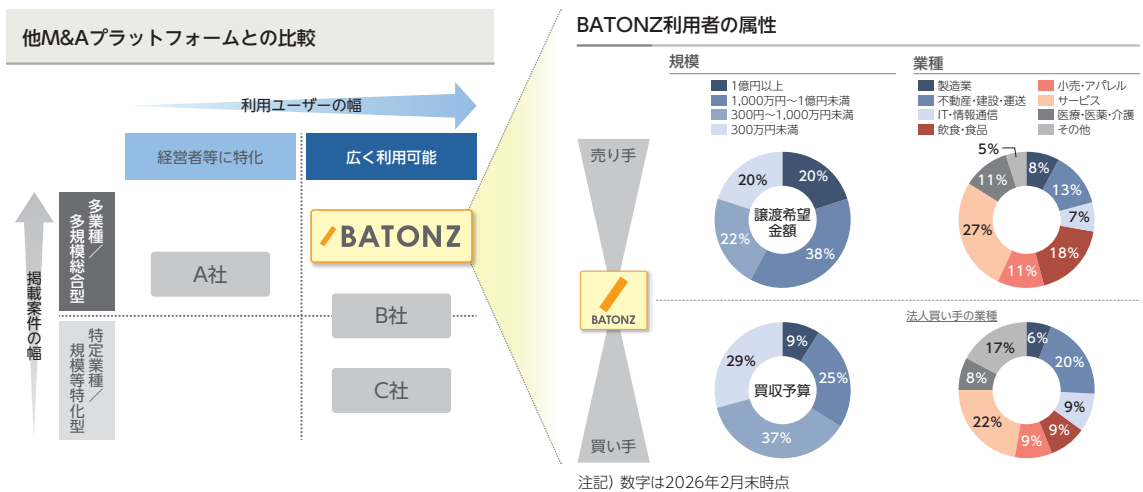 他M&Aプラットフォームとの比較
利用ユーザーの幅
経営者等に特化
広く利用可能
掲載案件の幅
多業種／
多規模総合型
特定業種／
規模等特化型
BATONZ
A社
B社
C社
BATONZ利用者の属性
規模
1億円以上
1,000万円～1億円未満
300円～1,000万円未満
300万円未満
業種
製造業
不動産・建設・運送
IT・情報通信
飲食・食品
小売・アパレル
サービス
医療・医薬・介護
その他
売り手
BATONZ
買い手
譲渡希望
金額
20%
38%
22%
20%
8%
13%
7%
18%
11%
27%
11%
5%
買収予算
9%
25%
37%
29%
法人買い手の業種
6%
20%
9%
9%
9%
22%
8%
17%
注記）数字は2026年2月末時点